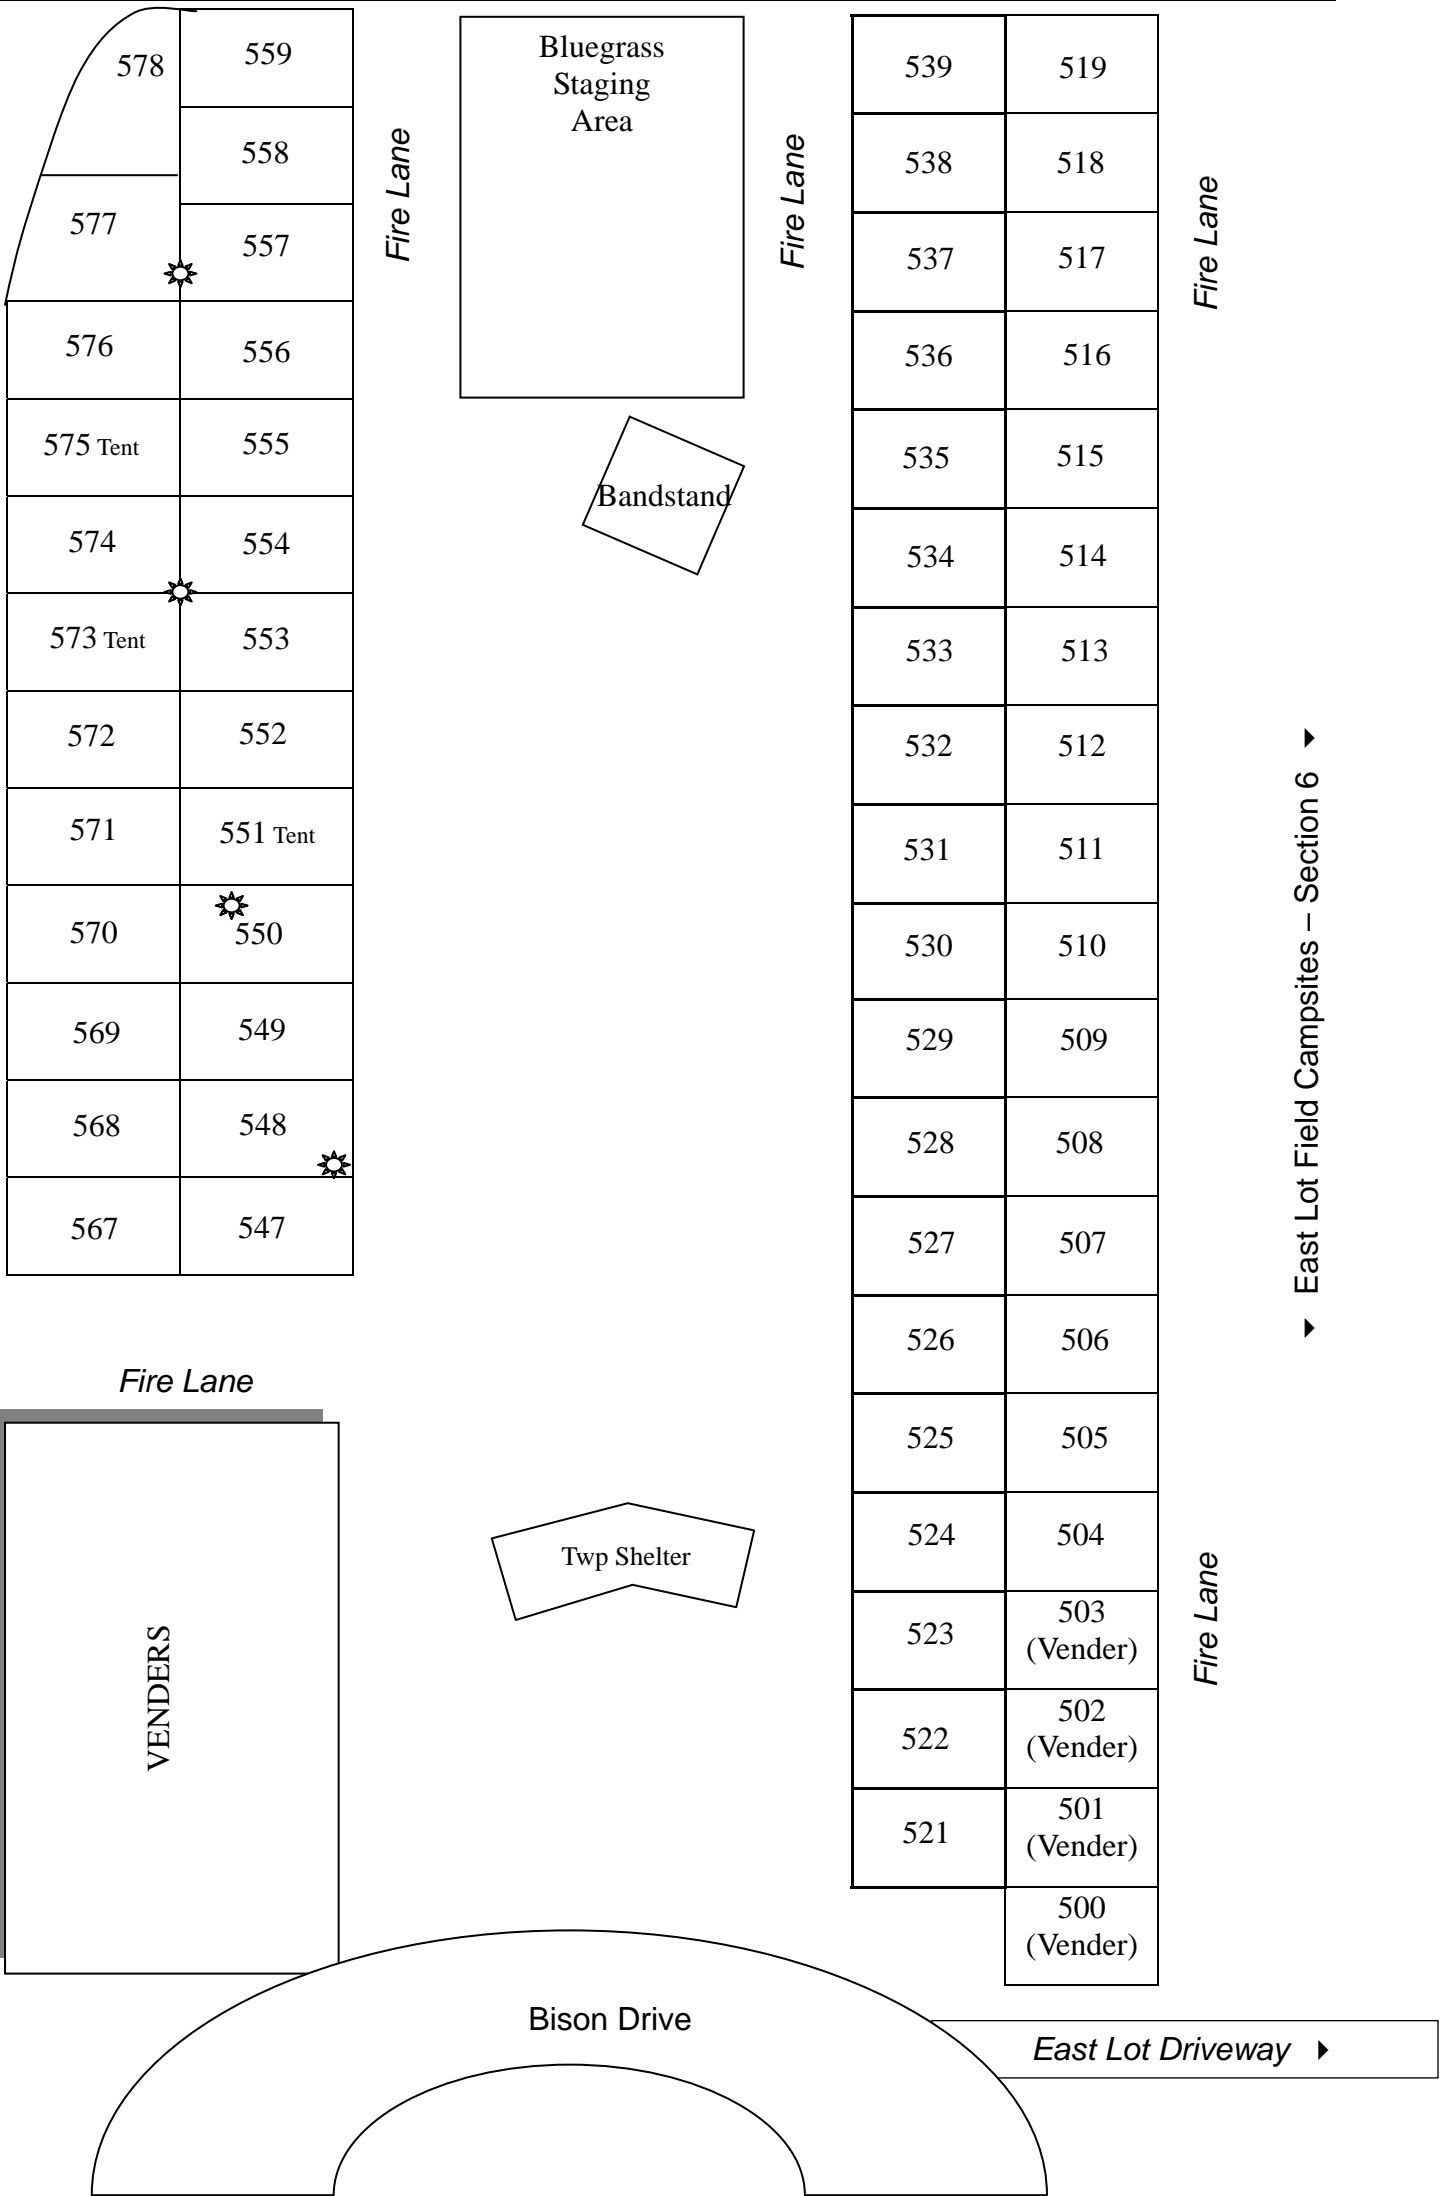 578
559
558
577
557
576
556
575 Tent
555
574
554
573 Tent
553
572
552
571
551 Tent
570
550
569
549
568
548
567
547
Fire Lane
Bluegrass
Staging
Area
Fire Lane
Bandstand
539
519
538
518
537
517
536
516
535
515
534
514
533
513
532
512
531
511
530
510
529
509
528
508
527
507
526
506
525
505
524
504
523
503
(Vender)
522
502
(Vender)
521
501
(Vender)
500
(Vender)
Fire Lane
East Lot Field Campsites – Section 6
Fire Lane
Fire Lane
VENDERS
Twp Shelter
Bison Drive
East Lot Driveway